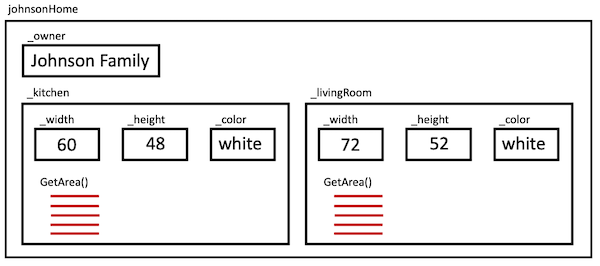 johnsonHome
_owner
Johnson Family
_kitchen
_width _height _color
60 48 white
GetArea()
_livingRoom
_width _height _color
72 52 white
GetArea()